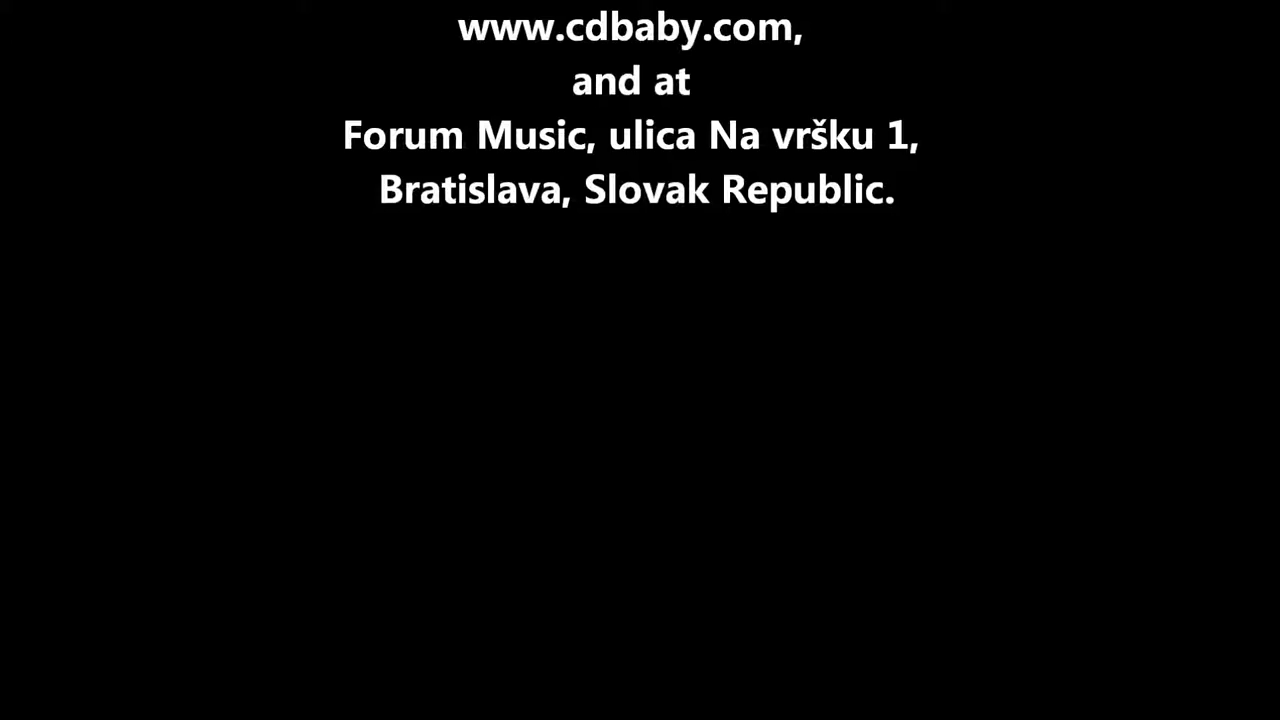 www.cdbaby.com,
and at
Forum Music, ulica Na vršku 1,
Bratislava, Slovak Republic.